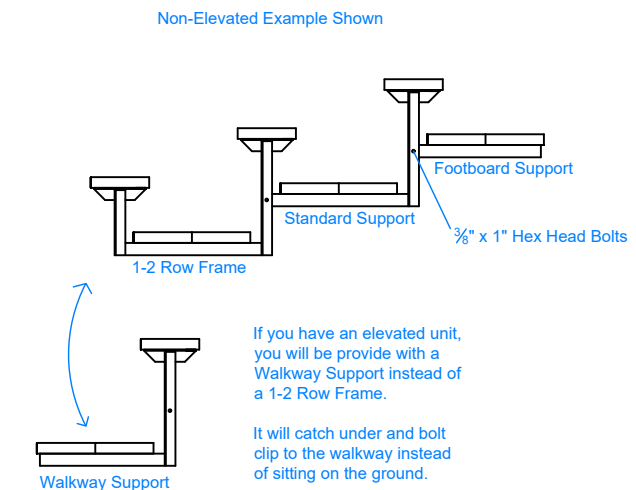 Non-Elevated Example Shown
Footboard Support
Standard Support
⅜" x 1" Hex Head Bolts
1-2 Row Frame
If you have an elevated unit,
you will be provide with a
Walkway Support instead of
a 1-2 Row Frame.
It will catch under and bolt
clip to the walkway instead
of sitting on the ground.
Walkway Support